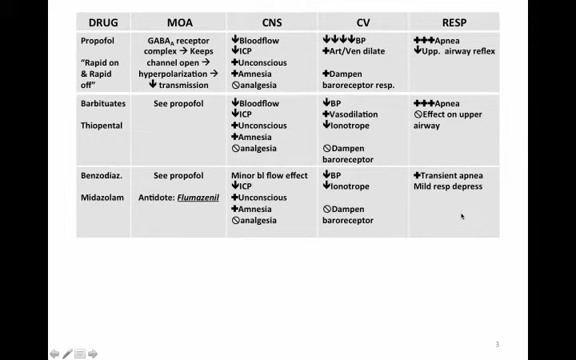 DRUG MOA CNS CV RESP
Propofol
"Rapid on
& Rapid
off"
GABAA receptor
complex → Keeps
channel open →
hyperpolarization →
↓ transmission
↓Bloodflow
↓ICP
+Unconscious
+Amnesia
🛇analgesia
↓↓↓↓BP
+Art/Ven dilate
+Dampen
baroreceptor resp.
+++Apnea
↓Upp. airway reflex
Barbituates
Thiopental
See propofol
↓Bloodflow
↓ICP
+Unconscious
+Amnesia
🛇analgesia
↓BP
+Vasodilation
↓Ionotrope
🛇Dampen
baroreceptor
+++Apnea
🛇Effect on upper
airway
Benzodiaz.
Midazolam
See propofol
Antidote: Flumazenil
Minor bl flow effect
↓ICP
+Unconscious
+Amnesia
🛇analgesia
↓BP
↓Ionotrope
🛇Dampen
baroreceptor
+Transient apnea
Mild resp depress
3